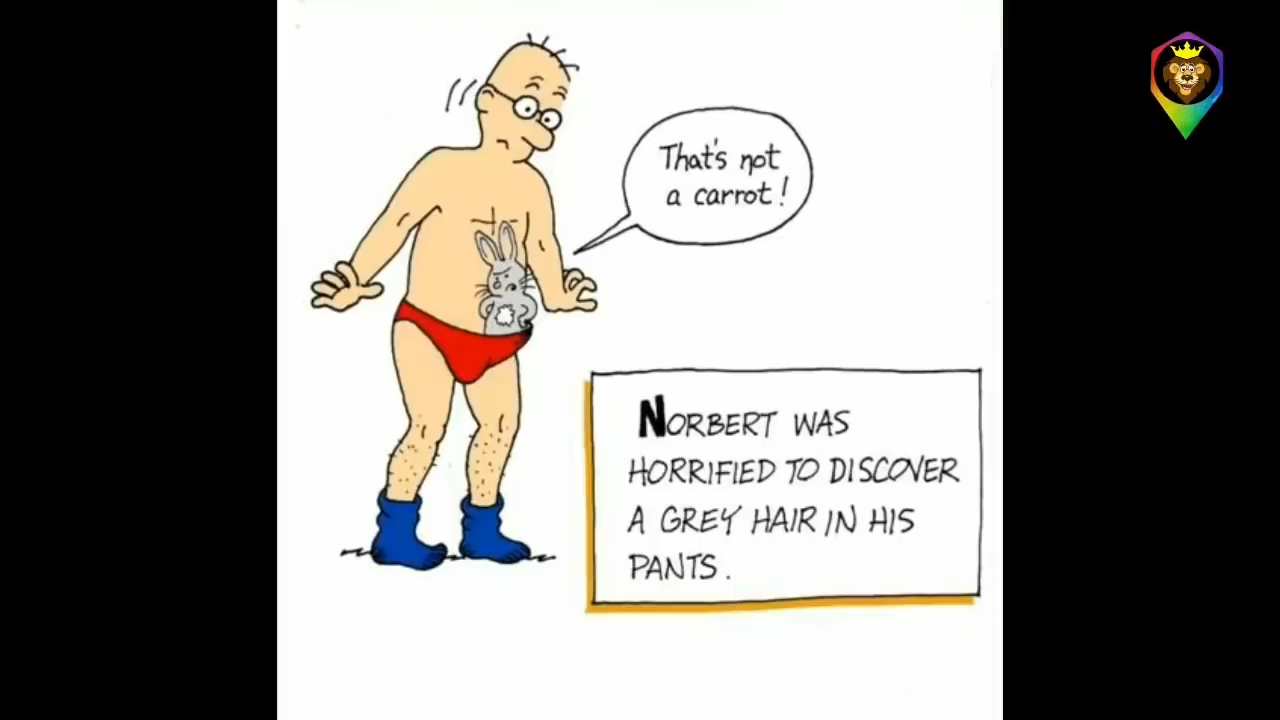 That's not
a carrot!
NORBERT WAS
HORRIFIED TO DISCOVER
A GREY HAIR IN HIS
PANTS.